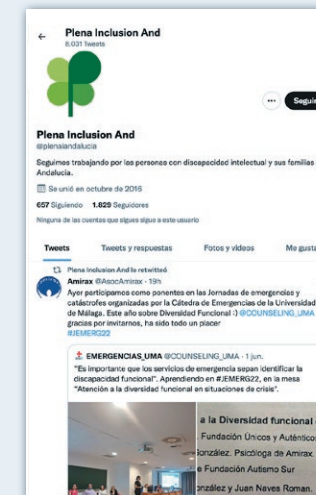 Plena Inclusion And
8.031 Tweets
Seguir
Plena Inclusion And
@plenaandalucia
Seguimos trabajando por las personas con discapacidad intelectual y sus familias
Andalucía.
Se unió en octubre de 2016
657 Siguiendo 1.829 Seguidores
Ninguna de las cuentas que sigues sigue a este usuario
Tweets Tweets y respuestas Fotos y vídeos Me gusta
Plena Inclusion And le retwitteó
Amirax @AsocAmirax · 19h
Ayer participamos como ponentes en las Jornadas de emergencias y
catástrofes organizadas por la Cátedra de Emergencias de la Universidad
de Málaga. Este año sobre Diversidad Funcional :) @COUNSELING_UMA
gracias por invitarnos, ha sido todo un placer
#JEMERG22
EMERGENCIAS_UMA @COUNSELING_UMA · 1 jun.
"Es importante que los servicios de emergencia sepan identificar la
discapacidad funcional". Aprendiendo en #JEMERG22, en la mesa
"Atención a la diversidad funcional en situaciones de crisis".
a la Diversidad funcional
Fundación Únicos y Auténticos
González. Psicóloga de Amirax.
e Fundación Autismo Sur
onzález y Juan Naves Roman.